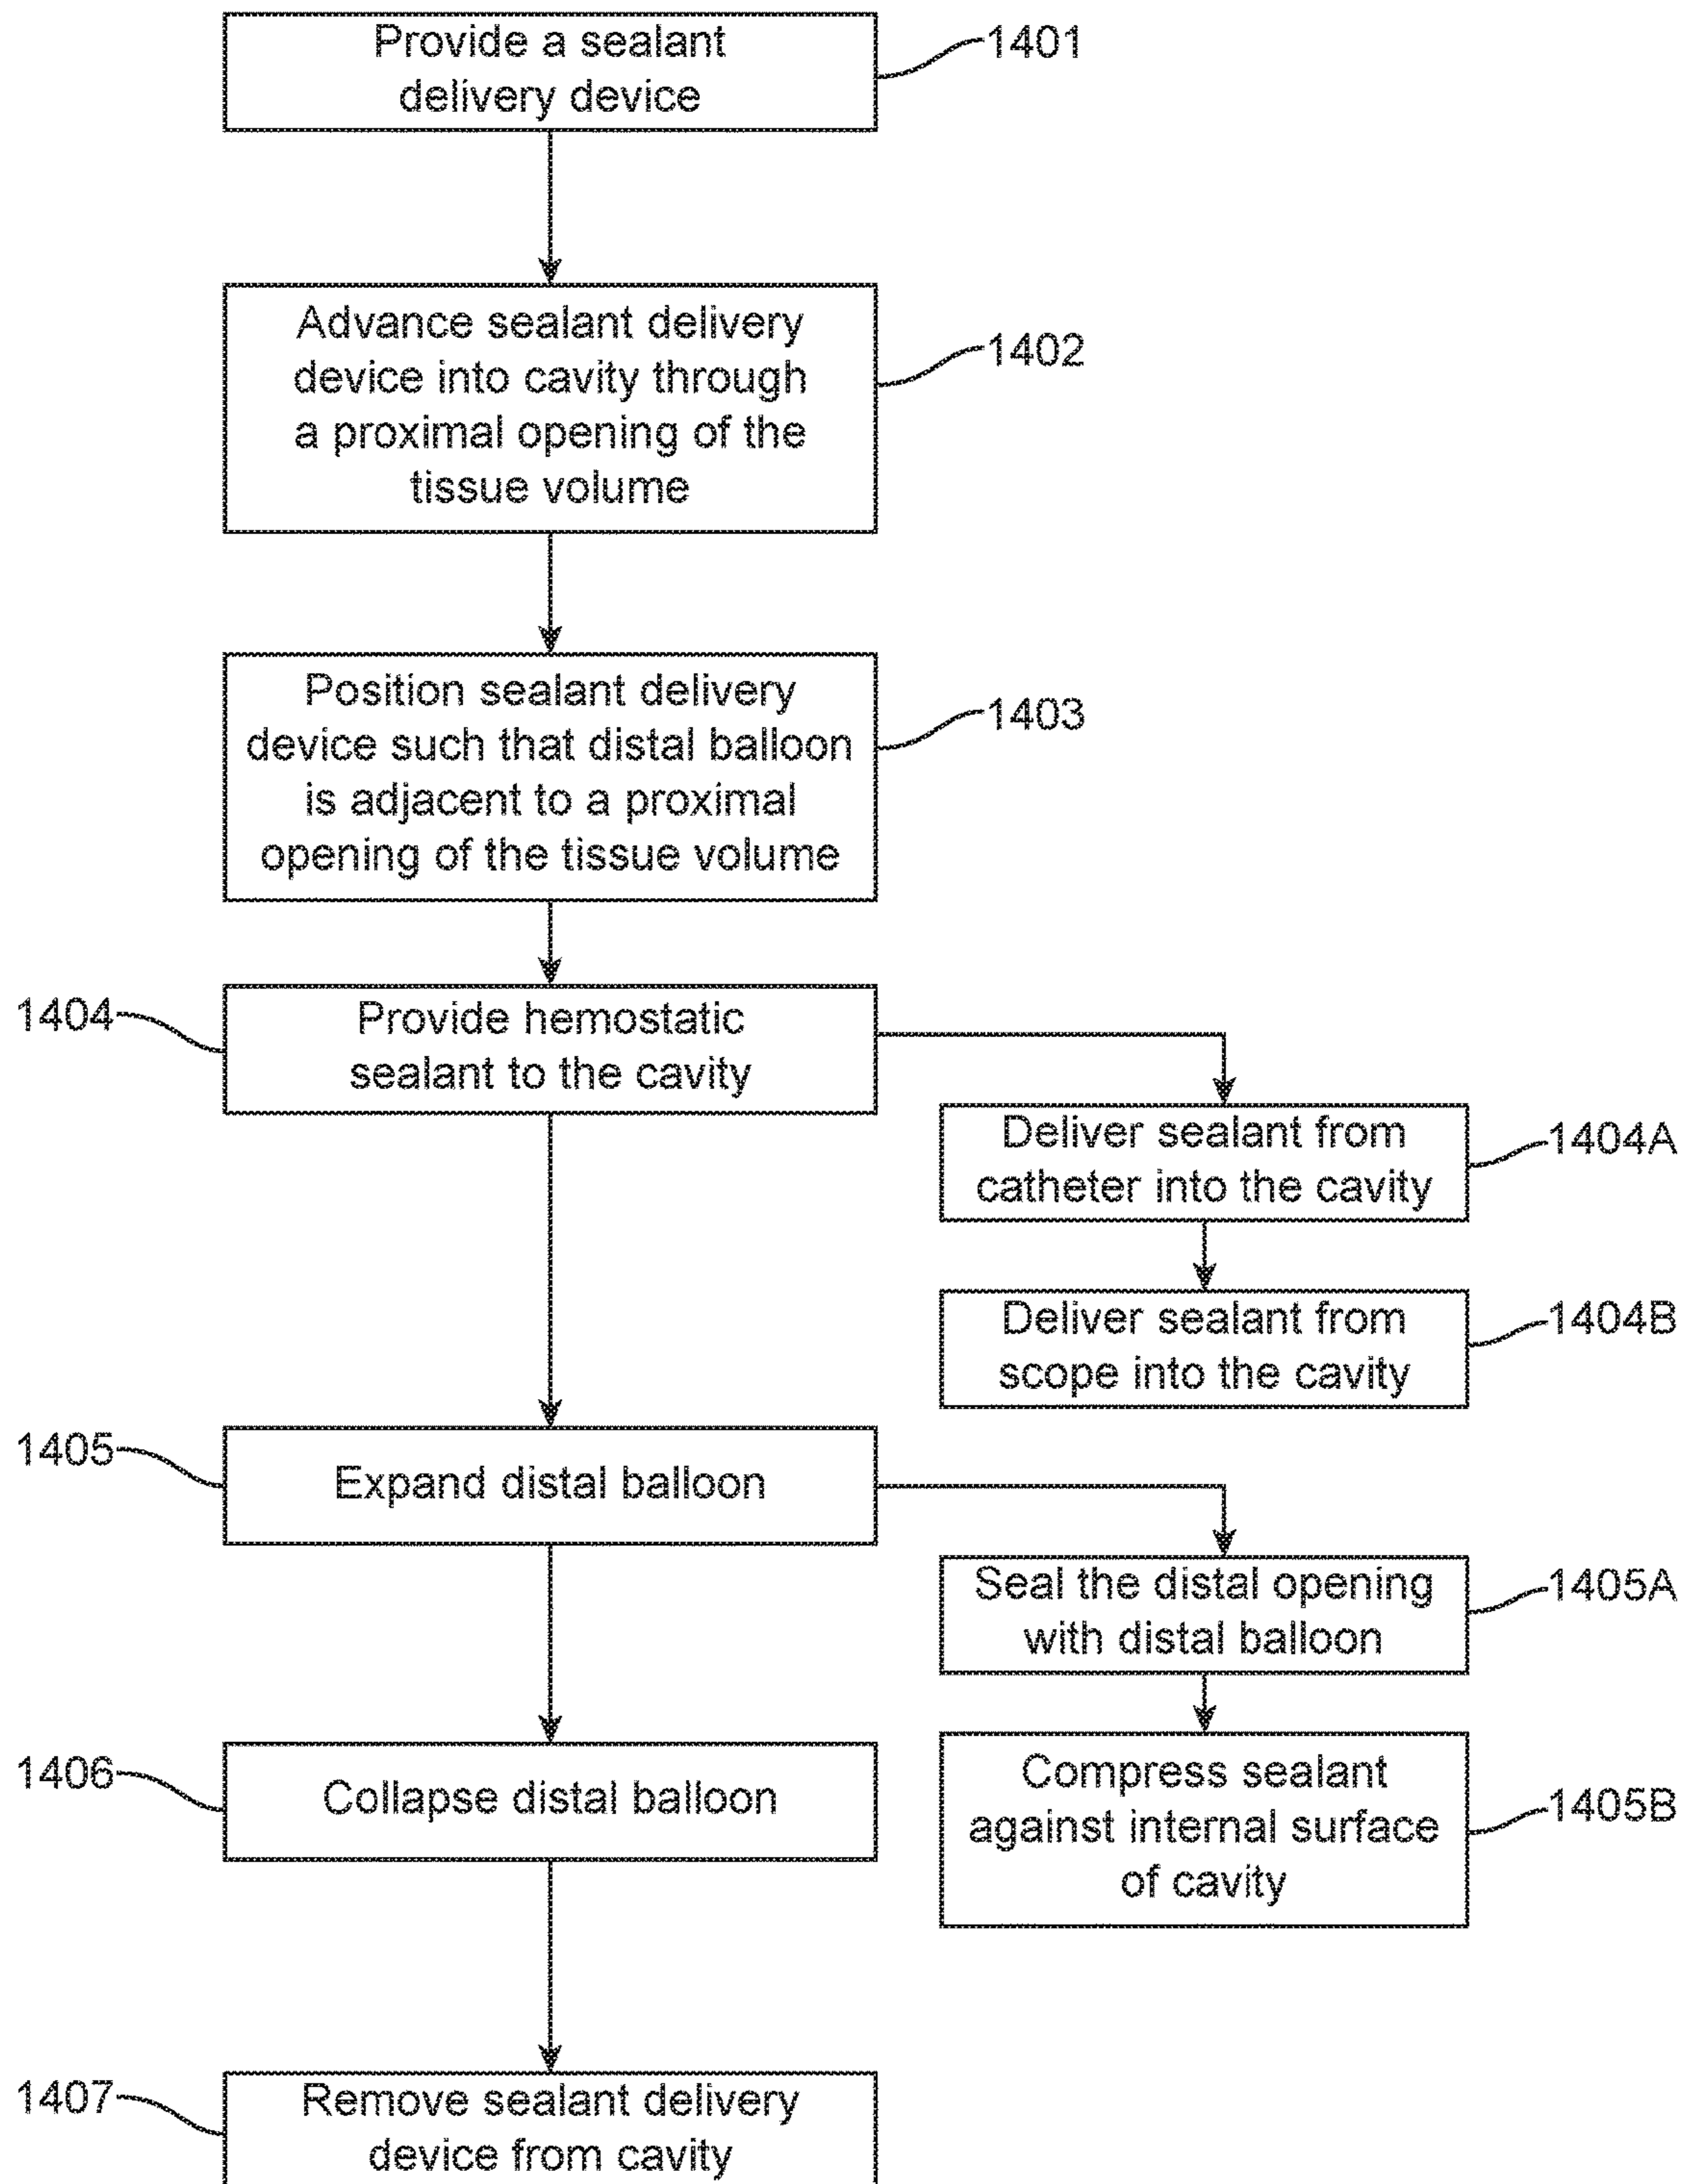 Provide a sealant
delivery device
1401
Advance sealant delivery
device into cavity through
a proximal opening of the
tissue volume
1402
Position sealant delivery
device such that distal balloon
is adjacent to a proximal
opening of the tissue volume
1403
1404
Provide hemostatic
sealant to the cavity
Deliver sealant from
catheter into the cavity
1404A
Deliver sealant from
scope into the cavity
1404B
1405
Expand distal balloon
Seal the distal opening
with distal balloon
1405A
Compress sealant
against internal surface
of cavity
1405B
1406
Collapse distal balloon
1407
Remove sealant delivery
device from cavity